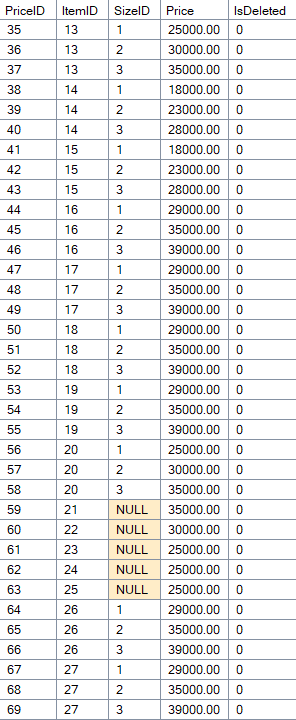 PriceID ItemID SizeID Price IsDeleted
35 13 1 25000.00 0
36 13 2 30000.00 0
37 13 3 35000.00 0
38 14 1 18000.00 0
39 14 2 23000.00 0
40 14 3 28000.00 0
41 15 1 18000.00 0
42 15 2 23000.00 0
43 15 3 28000.00 0
44 16 1 29000.00 0
45 16 2 35000.00 0
46 16 3 39000.00 0
47 17 1 29000.00 0
48 17 2 35000.00 0
49 17 3 39000.00 0
50 18 1 29000.00 0
51 18 2 35000.00 0
52 18 3 39000.00 0
53 19 1 29000.00 0
54 19 2 35000.00 0
55 19 3 39000.00 0
56 20 1 25000.00 0
57 20 2 30000.00 0
58 20 3 35000.00 0
59 21 NULL 35000.00 0
60 22 NULL 30000.00 0
61 23 NULL 25000.00 0
62 24 NULL 25000.00 0
63 25 NULL 25000.00 0
64 26 1 29000.00 0
65 26 2 35000.00 0
66 26 3 39000.00 0
67 27 1 29000.00 0
68 27 2 35000.00 0
69 27 3 39000.00 0